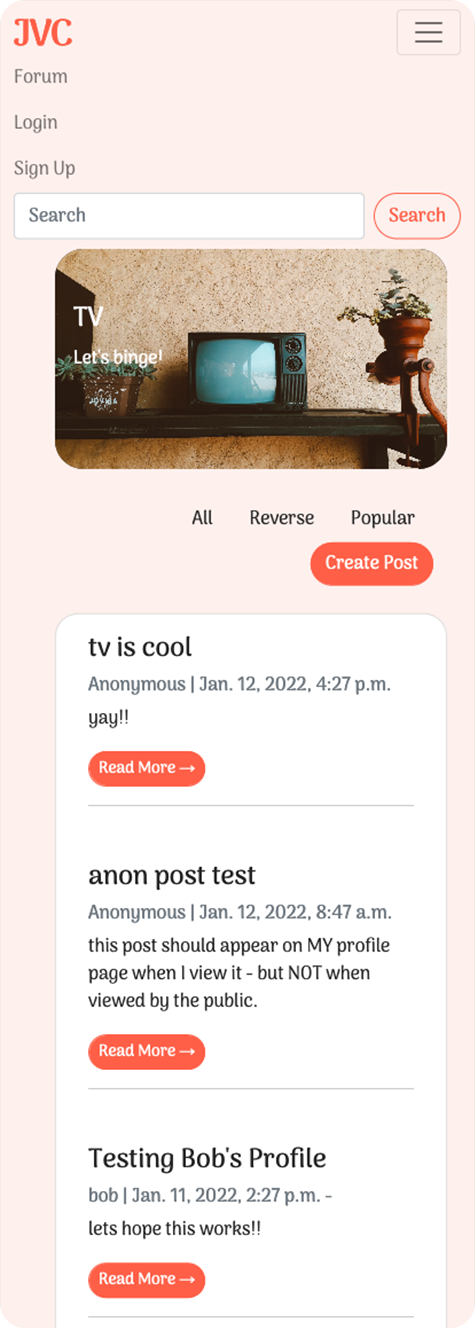 JVC
Forum
Login
Sign Up
Search Search
TV
Let's binge!
All Reverse Popular
Create Post
tv is cool
Anonymous | Jan. 12, 2022, 4:27 p.m.
yay!!
Read More →
anon post test
Anonymous | Jan. 12, 2022, 8:47 a.m.
this post should appear on MY profile
page when I view it - but NOT when
viewed by the public.
Read More →
Testing Bob's Profile
bob | Jan. 11, 2022, 2:27 p.m. -
lets hope this works!!
Read More →